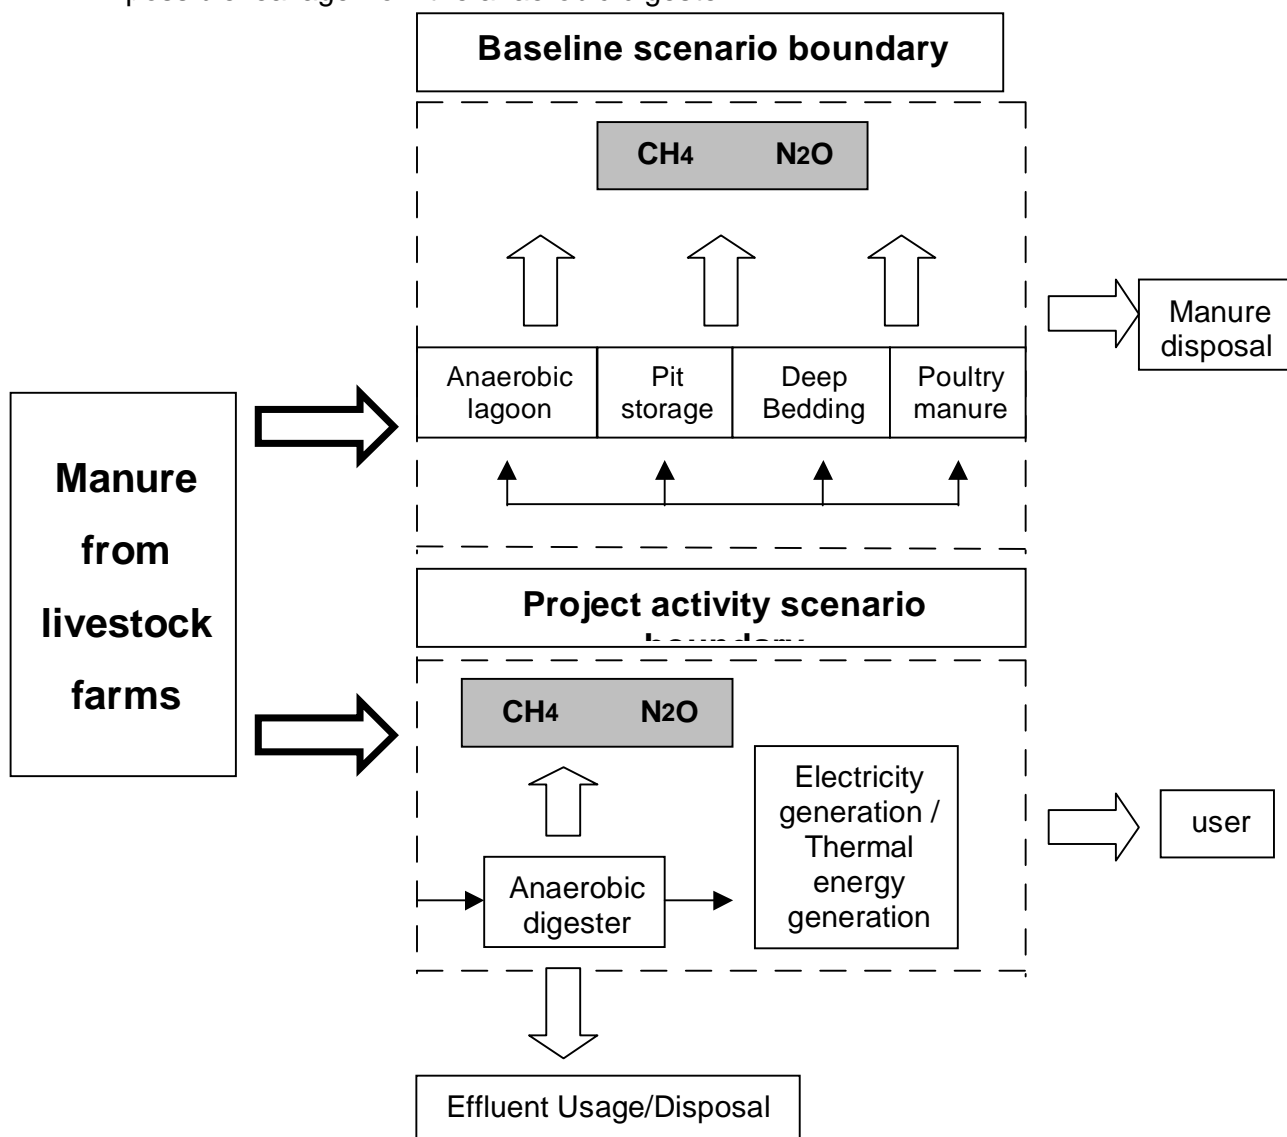 Baseline scenario boundary
CH4 N2O
Manure
disposal
Anaerobic
lagoon
Pit
storage
Deep
Bedding
Poultry
manure
Manure
from
livestock
farms
Project activity scenario
boundary
CH4 N2O
Electricity
generation /
Thermal
energy
generation
user
Anaerobic
digester
Effluent Usage/Disposal